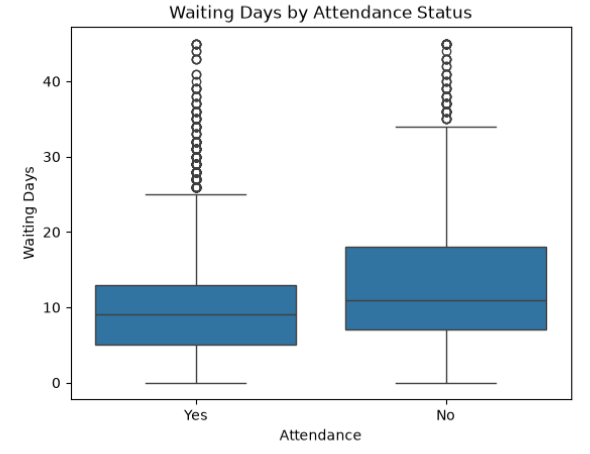 Waiting Days by Attendance Status
Waiting Days
40
30
20
10
0
Yes No
Attendance